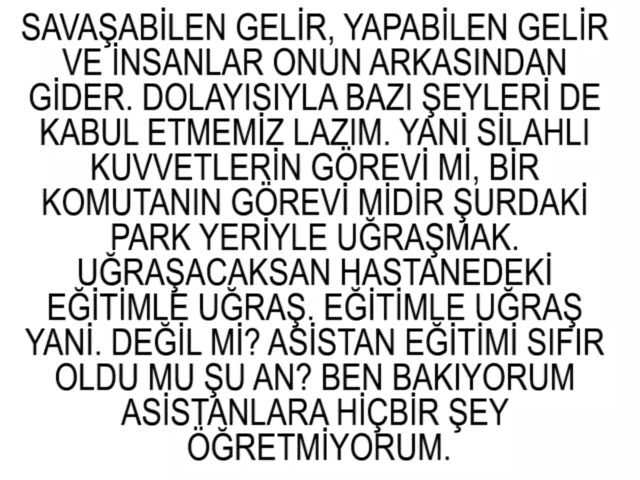 SAVAŞABİLEN GELİR, YAPABİLEN GELİR
VE İNSANLAR ONUN ARKASINDAN
GİDER. DOLAYISIYLA BAZI ŞEYLERİ DE
KABUL ETMEMİZ LAZIM. YANİ SİLAHLI
KUVVETLERİN GÖREVİ Mİ, BİR
KOMUTANIN GÖREVİ MİDİR ŞURDAKİ
PARK YERİYLE UĞRAŞMAK.
UĞRAŞACAKSAN HASTANEDEKİ
EĞİTİMLE UĞRAŞ. EĞİTİMLE UĞRAŞ
YANİ. DEĞİL Mİ? ASİSTAN EĞİTİMİ SIFIR
OLDU MU ŞU AN? BEN BAKIYORUM
ASİSTANLARA HİÇBİR ŞEY
ÖĞRETMİYORUM.